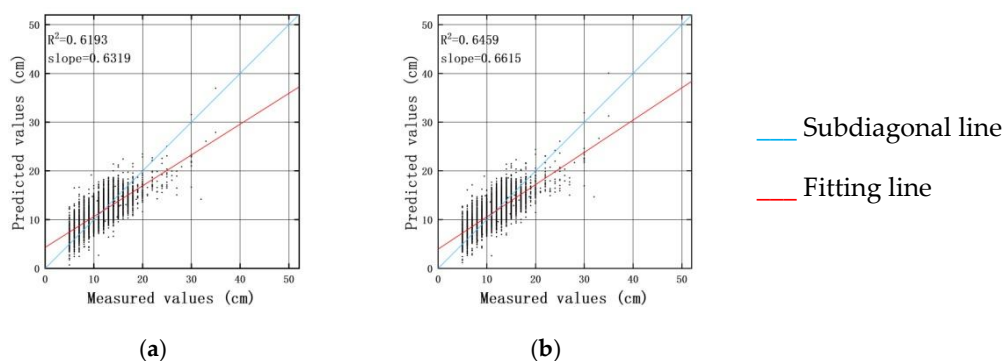 50
40
30
20
10
0
R²=0.6193
slope=0.6319
Predicted values (cm)
0 10 20 30 40 50
Measured values (cm)
(a)
50
40
30
20
10
0
R²=0.6459
slope=0.6615
Predicted values (cm)
0 10 20 30 40 50
Measured values (cm)
(b)
Subdiagonal line
Fitting line